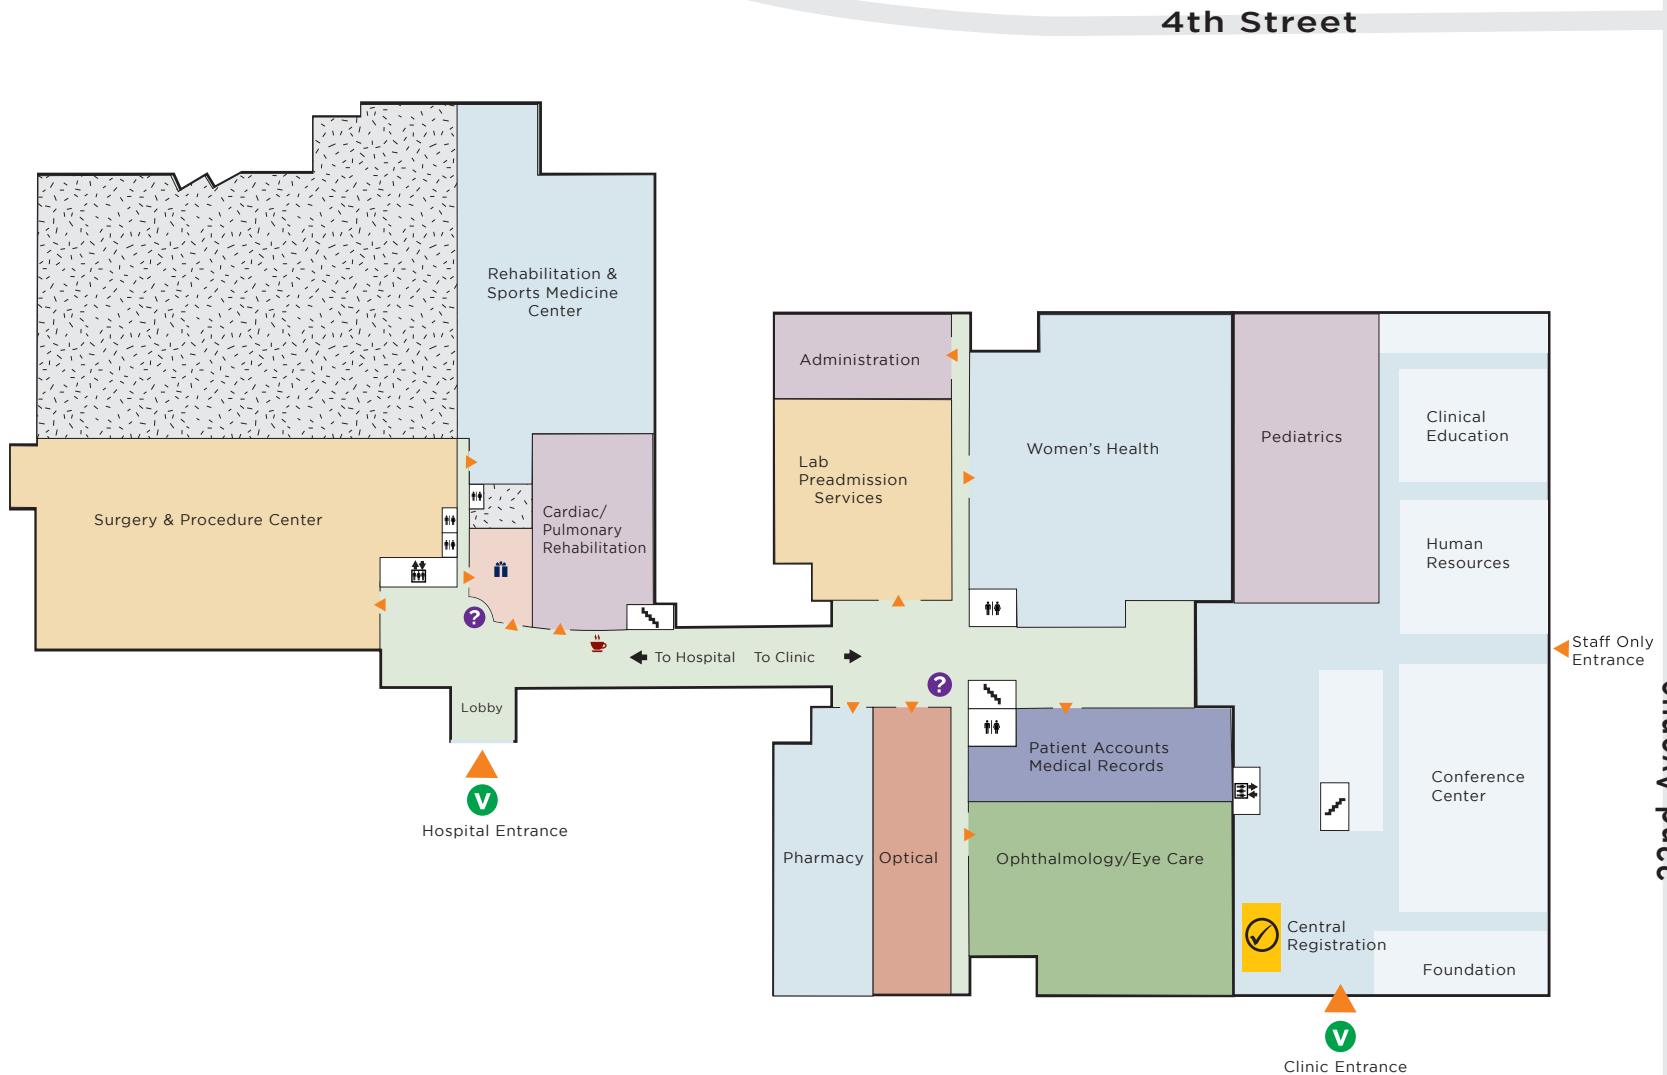 4th Street
Rehabilitation &
Sports Medicine
Center
Administration
Clinical
Education
Pediatrics
Women's Health
Lab
Preadmission
Services
Surgery & Procedure Center
Cardiac/
Pulmonary
Rehabilitation
Human
Resources
?
Staff Only
Entrance
To Hospital
To Clinic
?
Lobby
Patient Accounts
Medical Records
Conference
Center
V
Hospital Entrance
Pharmacy
Optical
Ophthalmology/Eye Care
Central
Registration
Foundation
V
Clinic Entrance